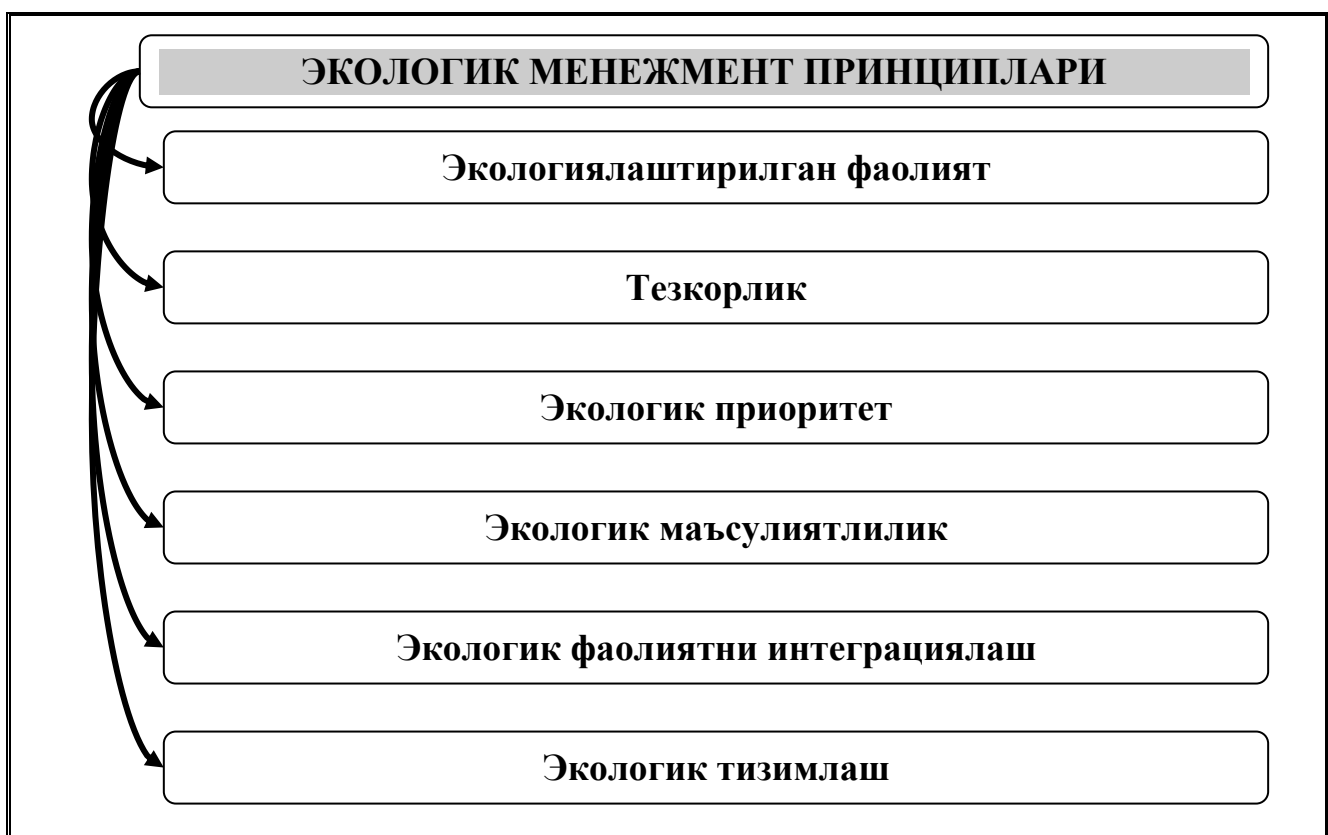 ЭКОЛОГИК МЕНЕЖМЕНТ ПРИНЦИПЛАРИ
Экологиялаштирилган фаолият
Тезкорлик
Экологик приоритет
Экологик маъсулиятлилик
Экологик фаолиятни интеграциялаш
Экологик тизимлаш